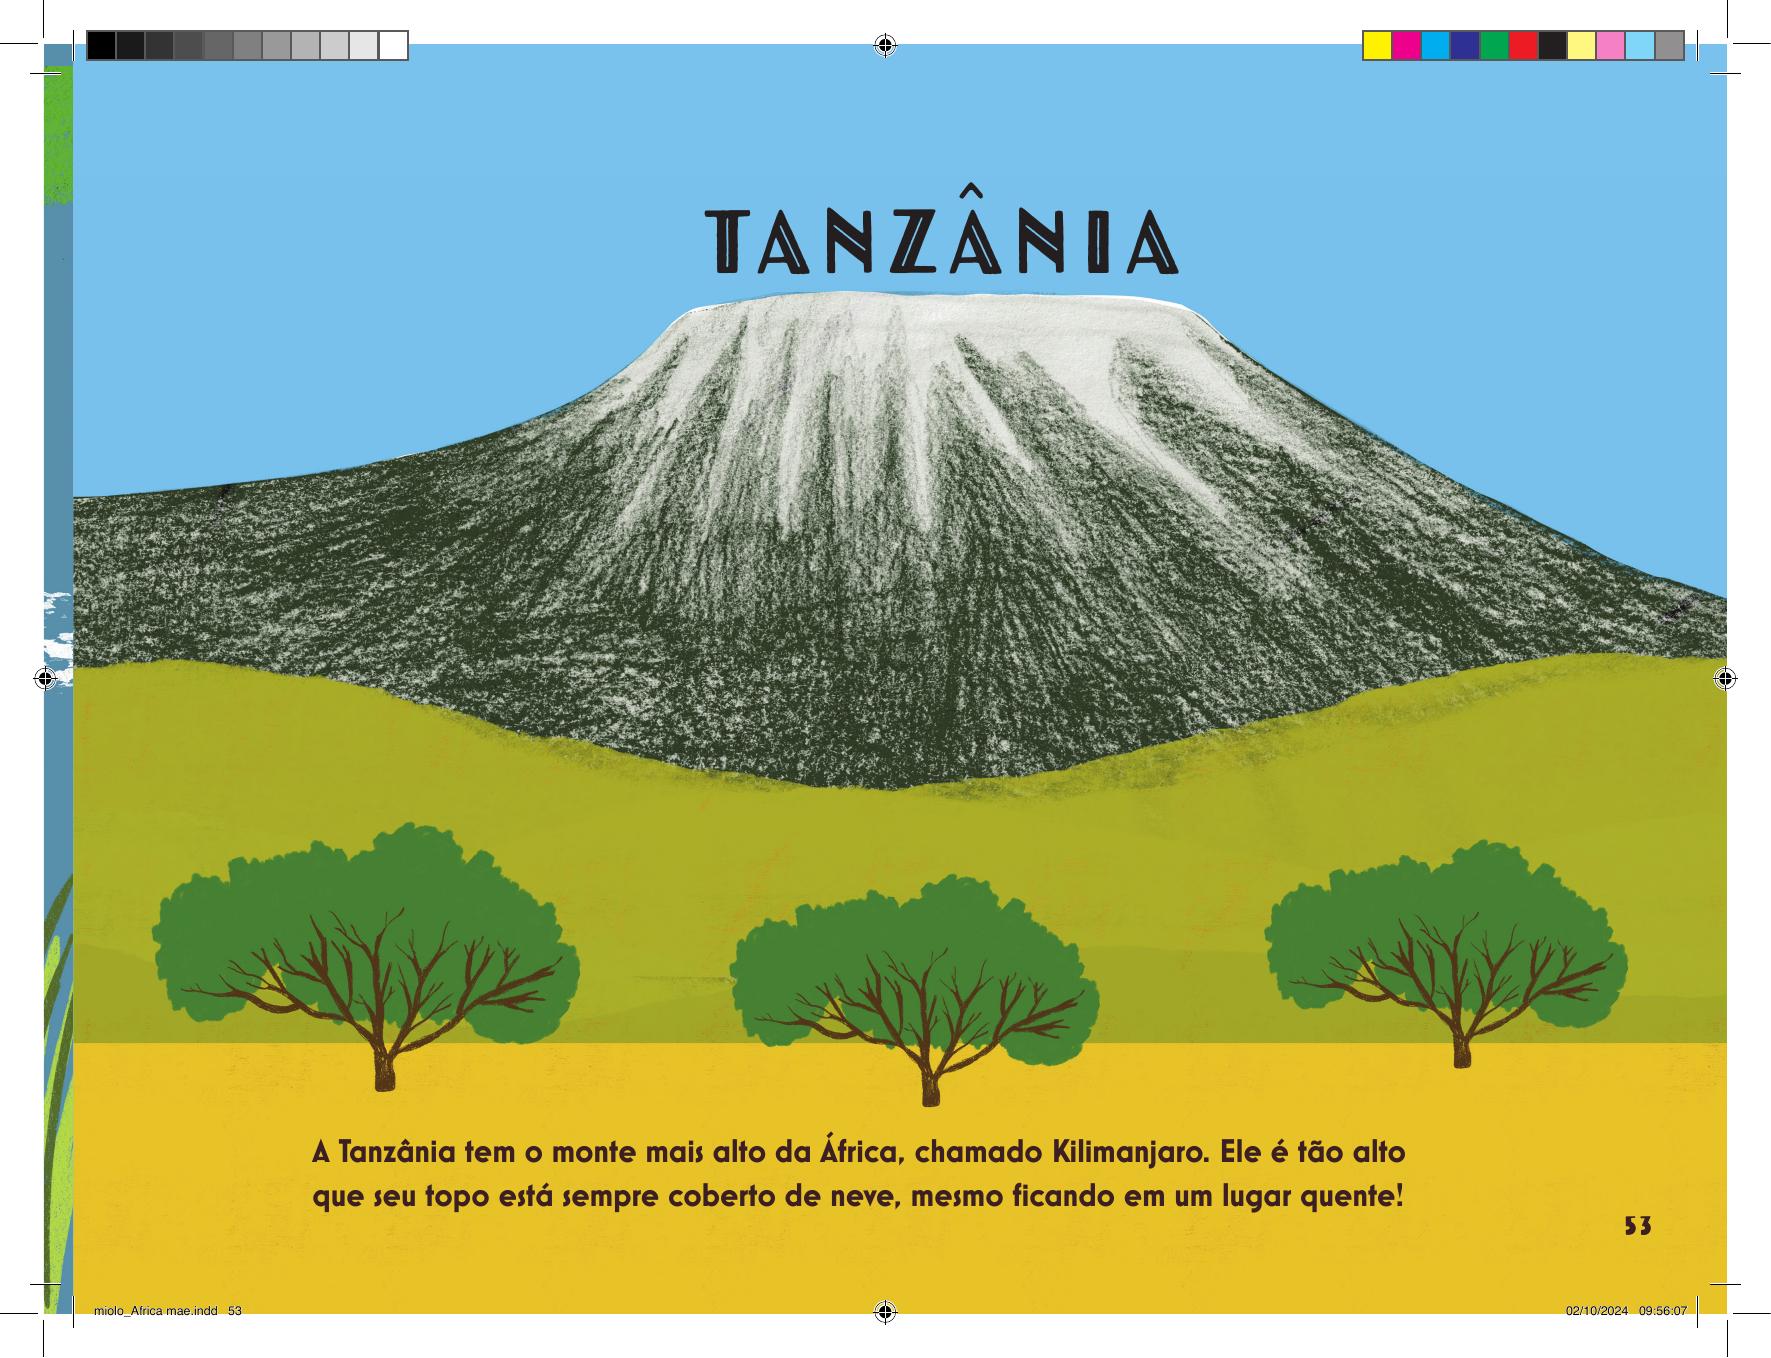 TANZÂNIA
A Tanzânia tem o monte mais alto da África, chamado Kilimanjaro. Ele é tão alto
que seu topo está sempre coberto de neve, mesmo ficando em um lugar quente!
53
miolo_Africa mae.indd   53
02/10/2024   09:56:07